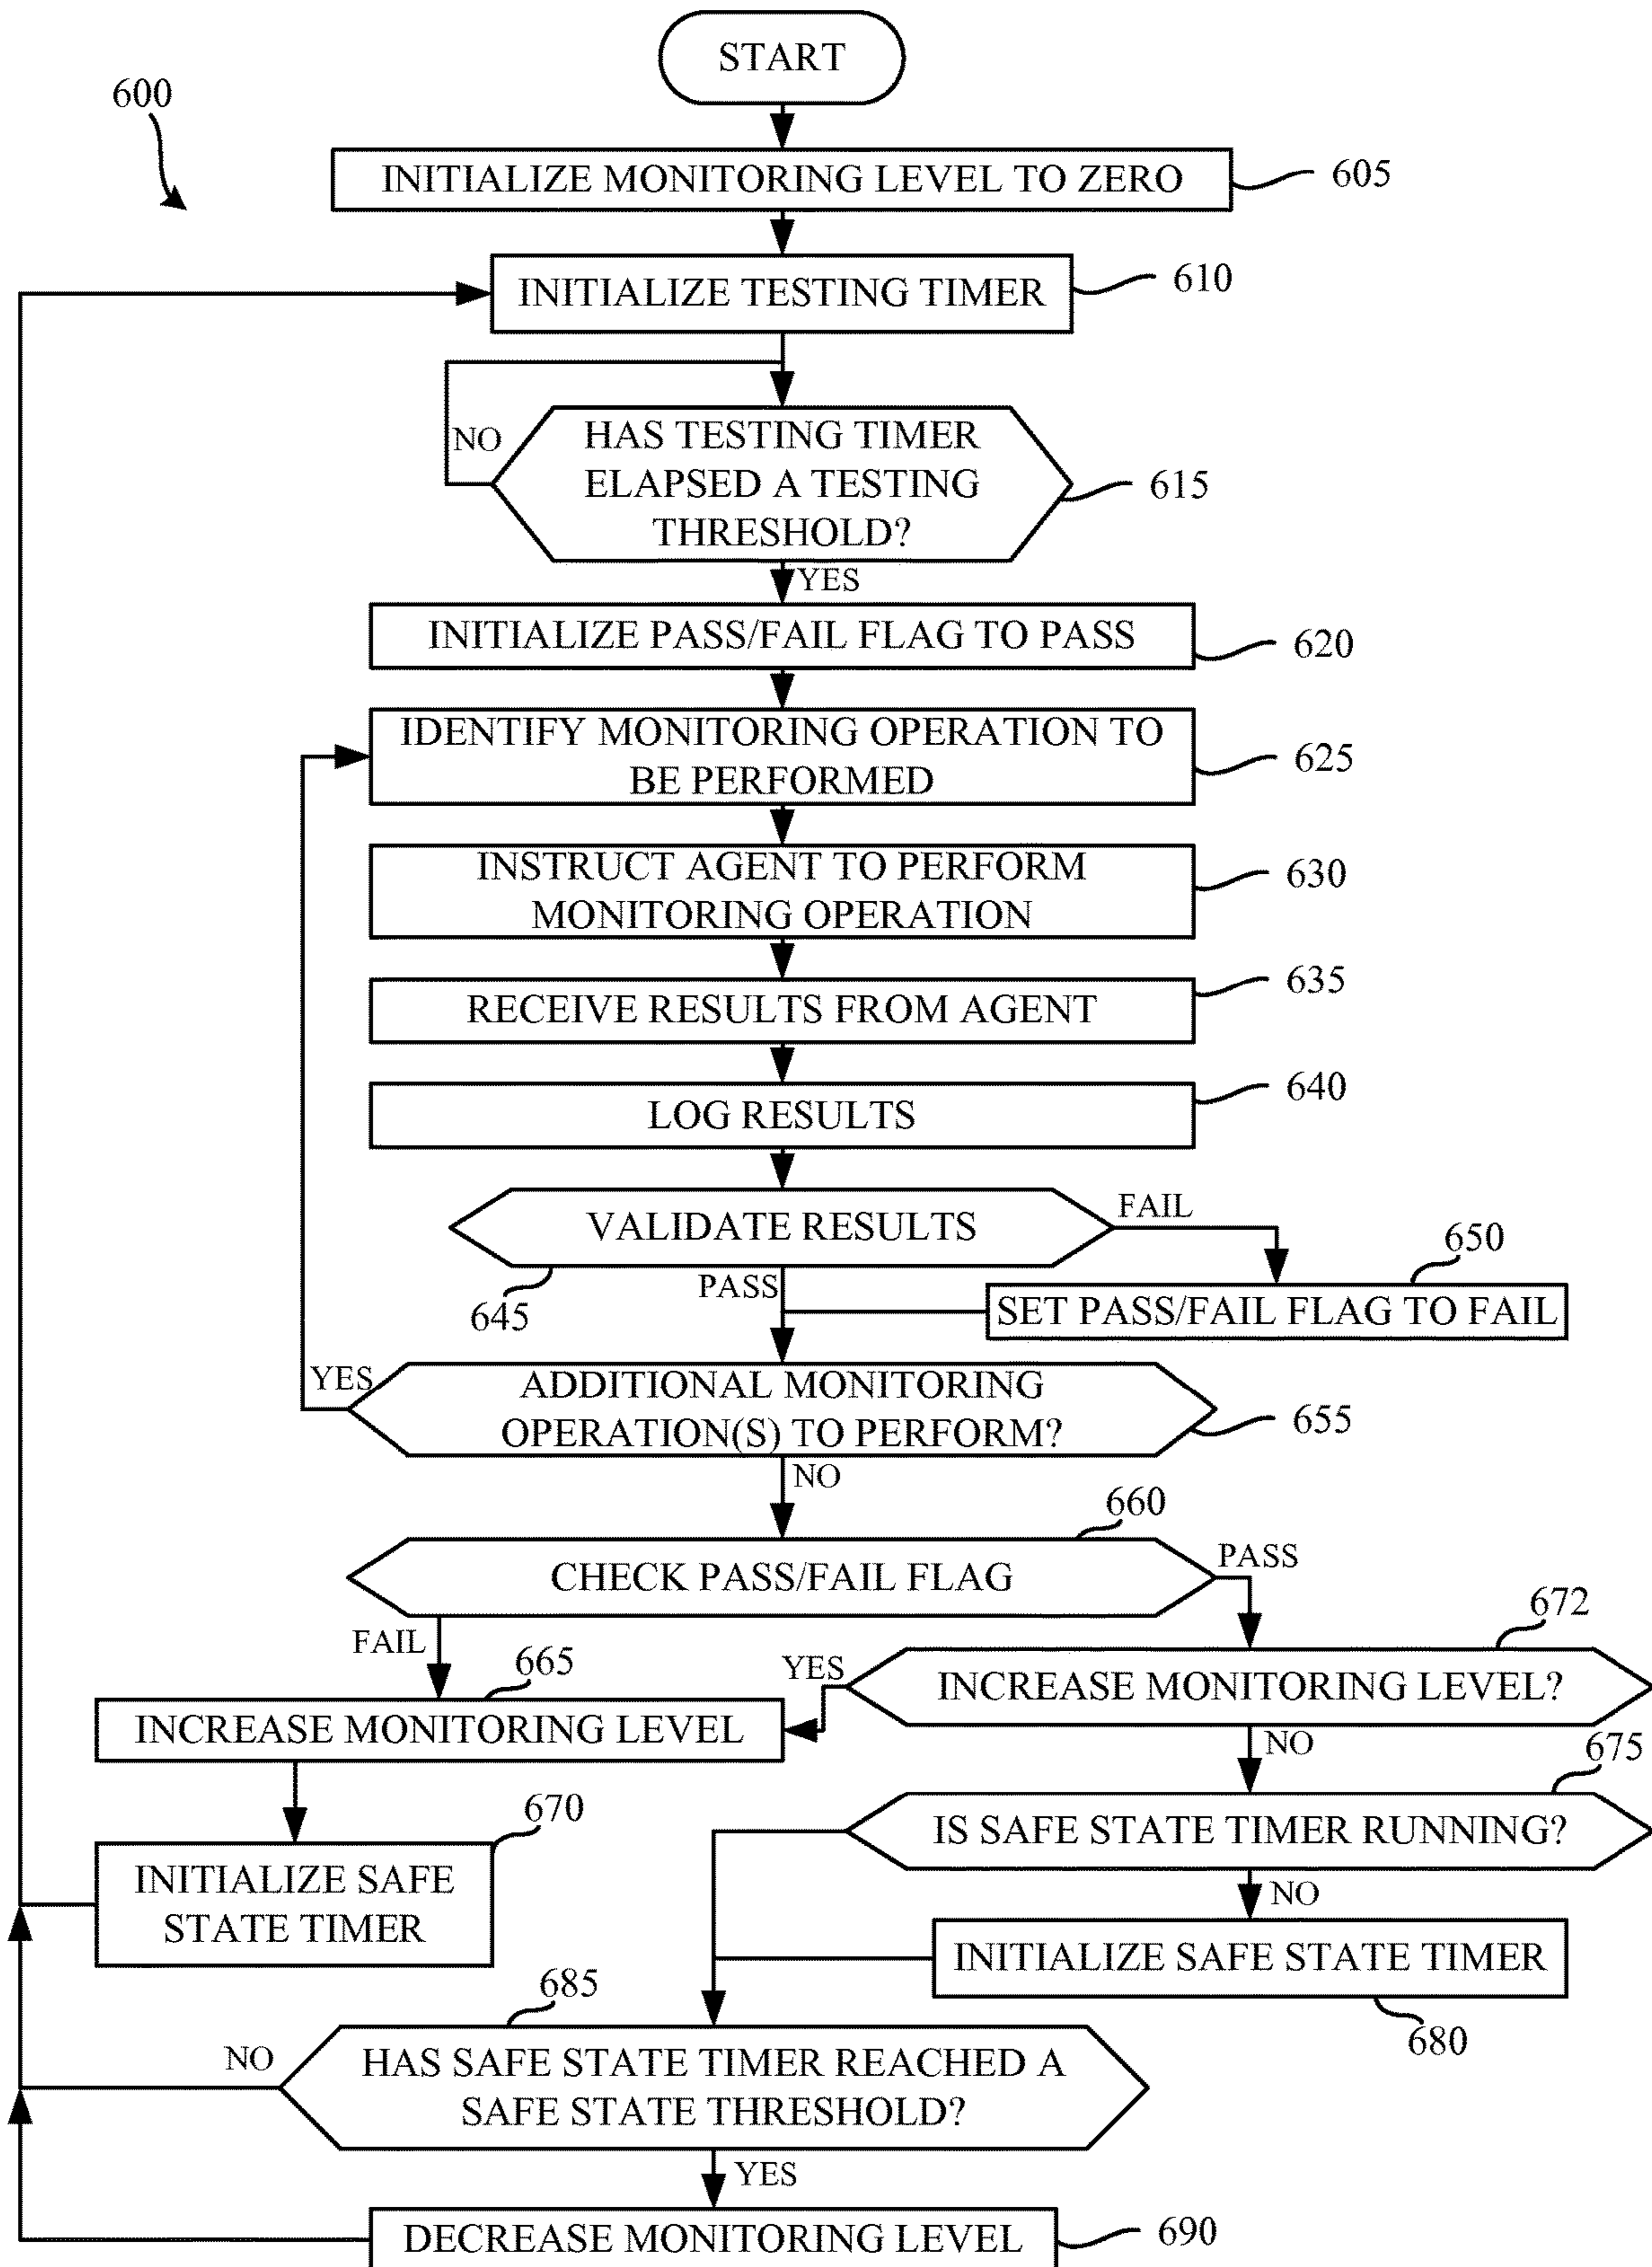 START
600
INITIALIZE MONITORING LEVEL TO ZERO
605
INITIALIZE TESTING TIMER
610
HAS TESTING TIMER
ELAPSED A TESTING
THRESHOLD?
NO
615
YES
INITIALIZE PASS/FAIL FLAG TO PASS
620
IDENTIFY MONITORING OPERATION TO
BE PERFORMED
625
INSTRUCT AGENT TO PERFORM
MONITORING OPERATION
630
RECEIVE RESULTS FROM AGENT
635
LOG RESULTS
640
VALIDATE RESULTS
FAIL
645
PASS
650
SET PASS/FAIL FLAG TO FAIL
YES
ADDITIONAL MONITORING
OPERATION(S) TO PERFORM?
655
NO
660
CHECK PASS/FAIL FLAG
PASS
FAIL
672
665
YES
INCREASE MONITORING LEVEL?
INCREASE MONITORING LEVEL
NO
675
670
IS SAFE STATE TIMER RUNNING?
INITIALIZE SAFE
STATE TIMER
NO
INITIALIZE SAFE STATE TIMER
680
685
NO
HAS SAFE STATE TIMER REACHED A
SAFE STATE THRESHOLD?
YES
DECREASE MONITORING LEVEL
690